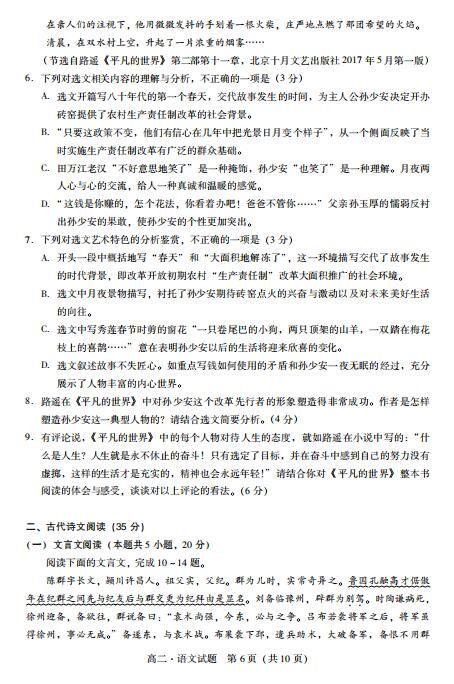 在亲人们的注视下，他用微微发抖的手划着一根火柴，庄严地点燃了那团希望的火焰。
清晨，在双水村上空，升起了一片浓重的烟雾……
（节选自路遥《平凡的世界》第二部第十一章，北京十月文艺出版社 2017 年 5 月第一版）
6. 下列对选文相关内容的理解与分析，不正确的一项是（3 分）
A. 选文开篇写八十年代的第一个春天，交代故事发生的时间，为主人公孙少安决定开办
砖窑提供了农村生产责任制改革的社会背景。
B. “只要这政策不变，他们有信心在几年中把光景日月变个样子”，从一个侧面反映了当
时实施生产责任制改革有广泛的群众基础。
C. 田万江老汉“不好意思地笑了”是一种掩饰，孙少安“也笑了”是一种理解。月夜两
人心与心的交流，给人一种真诚和温暖的感觉。
D. “这钱是你赚的，怎个花法，你看着办吧！爸爸不管你……”父亲孙玉厚的懦弱反衬
出孙少安的果敢，使孙少安的个性更加突出。
7. 下列对选文艺术特色的分析鉴赏，不正确的一项是（3 分）
A. 开头一段中概括地写“春天”和“大面积地解冻了”，这一环境描写交代了故事发生
的时代背景，即改革开放初期农村“生产责任制”改革大面积推广的社会环境。
B. 选文中月夜景物描写，衬托了孙少安期待砖窑点火的兴奋与激动以及对未来美好生活
的向往。
C. 选文中写秀莲春节时剪的窗花“一只卷尾巴的小狗，两只顶架的山羊，一双踏在梅花
枝上的喜鹊……”意在表明孙少安以后的生活将迎来欣喜的变化。
D. 选文叙述故事不失匠心。如重点写钱如何使用的矛盾和孙少安一夜无眠的经过，充分
展示了人物丰富的内心世界。
8. 路遥在《平凡的世界》中对孙少安这个改革先行者的形象塑造得非常成功。作者是怎样
塑造孙少安这一典型人物的？请结合选文简要分析。（4 分）
9. 有评论说，《平凡的世界》中的每个人物对待人生的态度，就如路遥在小说中写的：“什
么是人生？人生就是永不休止的奋斗！只有选定了目标，并在奋斗中感到自己的努力没有
虚掷，这样的生活才是充实的，精神也会永远年轻！”请结合你对《平凡的世界》整本书
阅读的体会与感受，谈谈对以上评论的看法。（6 分）
二、古代诗文阅读（35 分）
（一）文言文阅读（本题共 5 小题，20 分）
阅读下面的文言文，完成 10～14 题。
陈群字长文，颍川许昌人。祖父寔，父纪。群为儿时，寔常奇异之。鲁国孔融高才倨傲
年在纪群之间先与纪友后与群交更为纪拜由是显名。刘备临豫州，辟群为别驾。时陶谦病死，
徐州迎备，备欲往，群说备曰：“袁术尚强，今东，必与之争。吕布若袭将军之后，将军虽
得徐州，事必无成。”备遂东，与袁术战。布果袭下邳，遣兵助术，大破备军，备恨不用群
高二·语文试题 第 6 页（共 10 页）